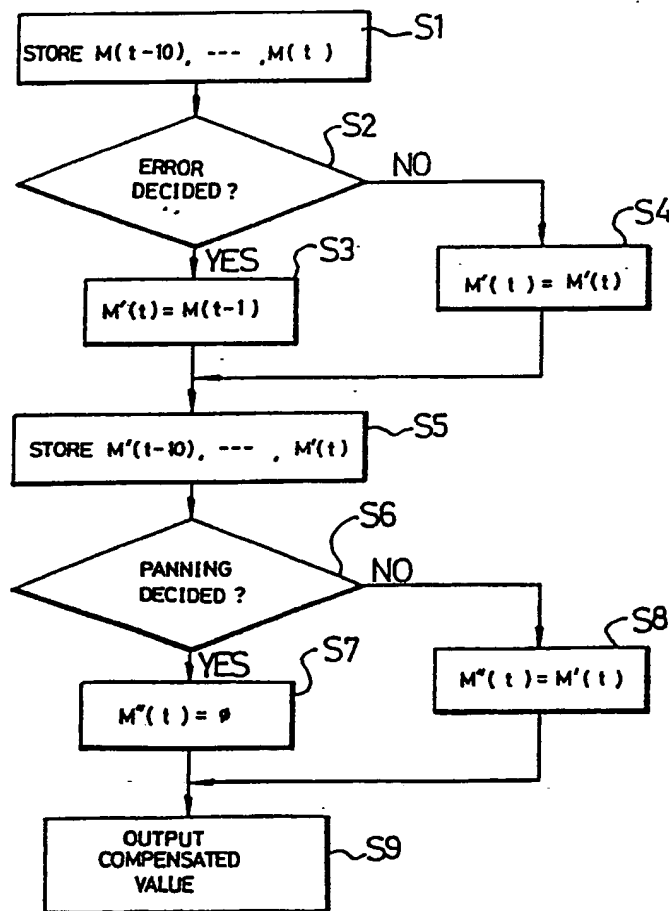 S1
STORE M(t-10), --- ,M(t)
S2
ERROR
DECIDED ?
NO
YES
S3
S4
M'(t) = M(t-1)
M'(t) = M'(t)
S5
STORE M'(t-10), --- , M'(t)
S6
PANNING
DECIDED ?
NO
YES
S7
S8
M"(t) = ø
M"(t) = M'(t)
OUTPUT
COMPENSATED
VALUE
S9